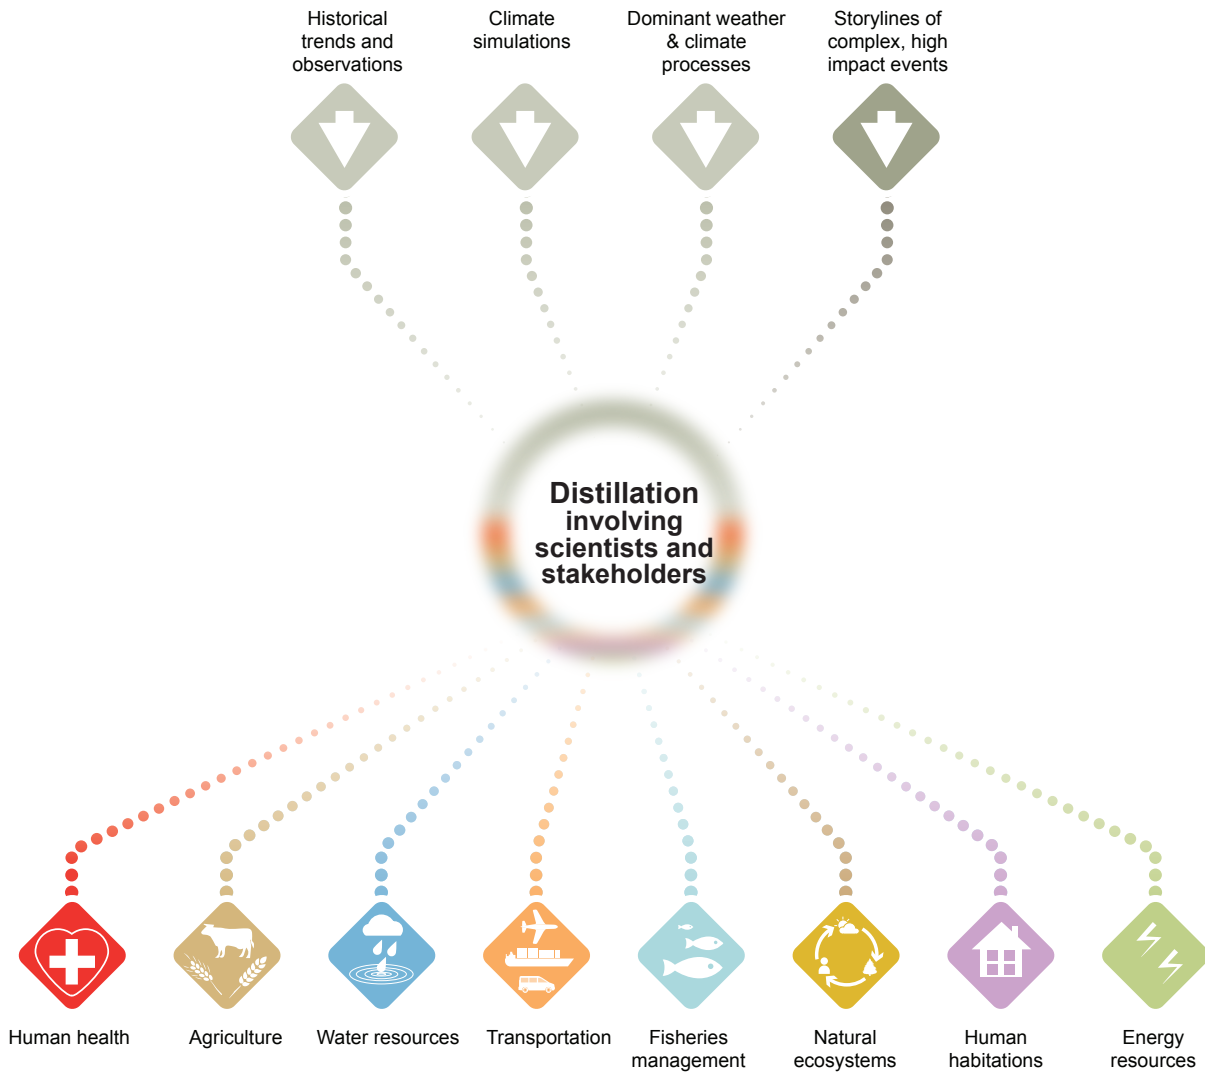 Historical
trends and
observations
Climate
simulations
Dominant weather
& climate
processes
Storylines of
complex, high
impact events
Distillation
involving
scientists and
stakeholders
Human health
Agriculture
Water resources
Transportation
Fisheries
management
Natural
ecosystems
Human
habitations
Energy
resources